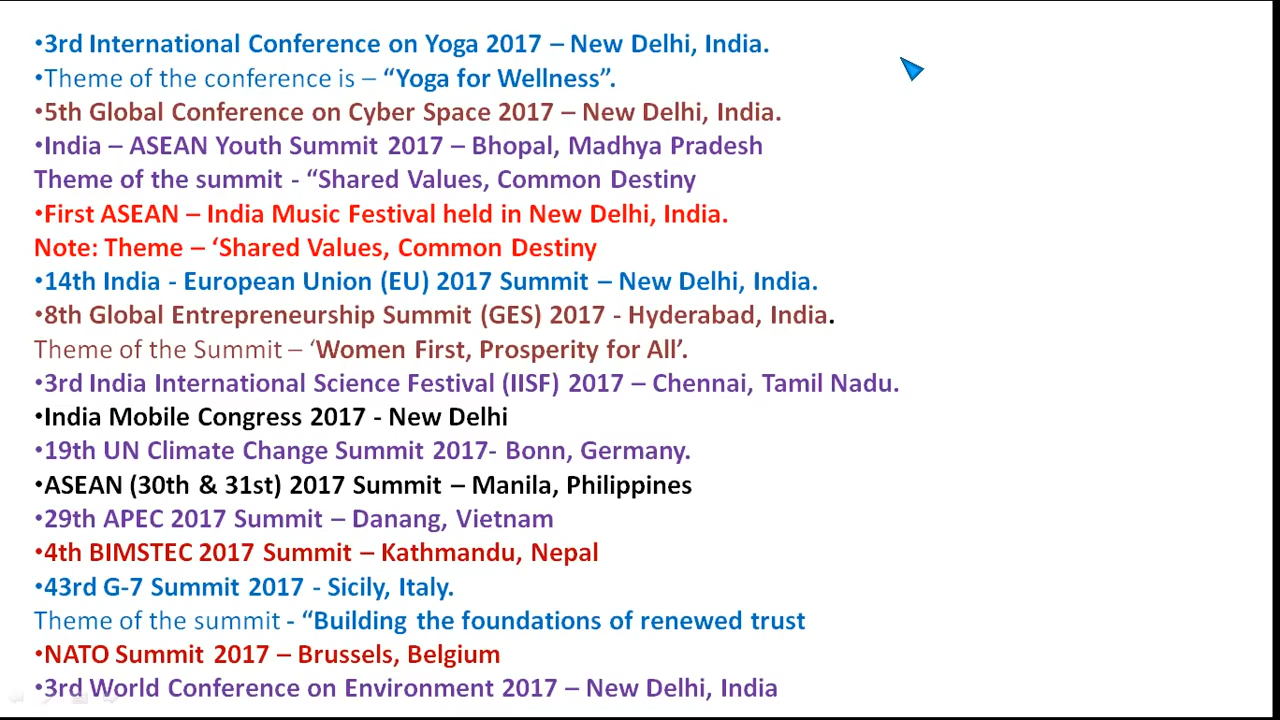 •3rd International Conference on Yoga 2017 – New Delhi, India.
•Theme of the conference is – “Yoga for Wellness”.
•5th Global Conference on Cyber Space 2017 – New Delhi, India.
•India – ASEAN Youth Summit 2017 – Bhopal, Madhya Pradesh
Theme of the summit - “Shared Values, Common Destiny
•First ASEAN – India Music Festival held in New Delhi, India.
Note: Theme – ‘Shared Values, Common Destiny
•14th India - European Union (EU) 2017 Summit – New Delhi, India.
•8th Global Entrepreneurship Summit (GES) 2017 - Hyderabad, India.
Theme of the Summit – ‘Women First, Prosperity for All’.
•3rd India International Science Festival (IISF) 2017 – Chennai, Tamil Nadu.
•India Mobile Congress 2017 - New Delhi
•19th UN Climate Change Summit 2017- Bonn, Germany.
•ASEAN (30th & 31st) 2017 Summit – Manila, Philippines
•29th APEC 2017 Summit – Danang, Vietnam
•4th BIMSTEC 2017 Summit – Kathmandu, Nepal
•43rd G-7 Summit 2017 - Sicily, Italy.
Theme of the summit - “Building the foundations of renewed trust
•NATO Summit 2017 – Brussels, Belgium
•3rd World Conference on Environment 2017 – New Delhi, India